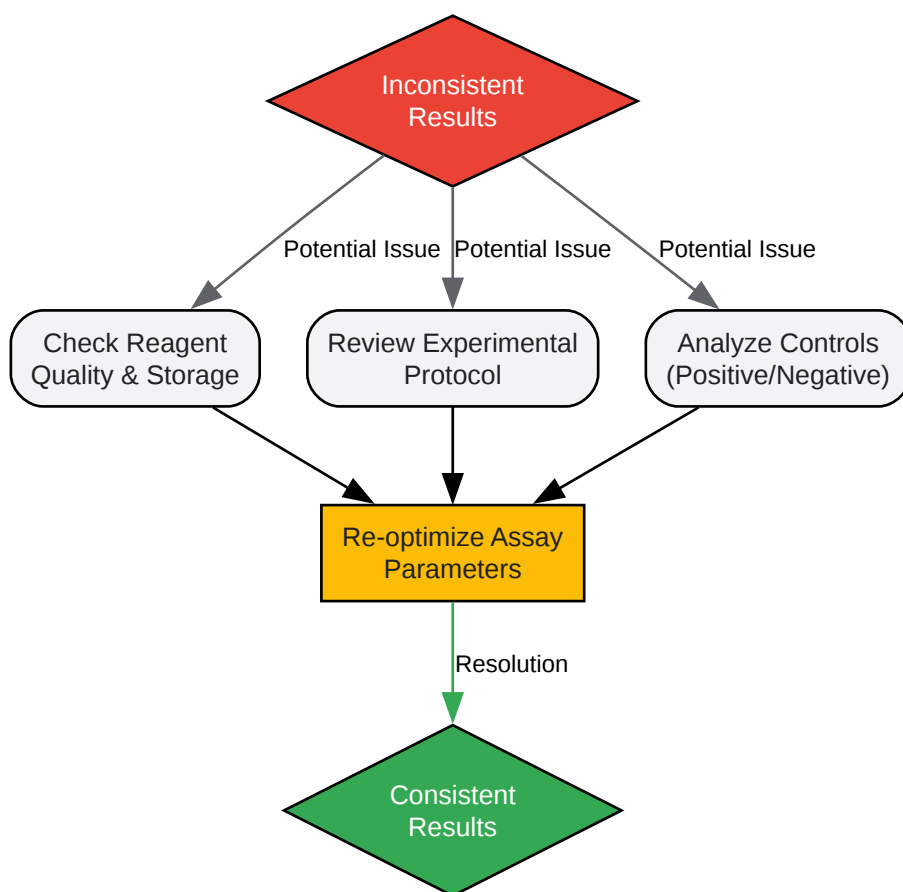 Inconsistent
Results
Potential Issue
Potential Issue
Potential Issue
Check Reagent
Quality & Storage
Review Experimental
Protocol
Analyze Controls
(Positive/Negative)
Re-optimize Assay
Parameters
Resolution
Consistent
Results